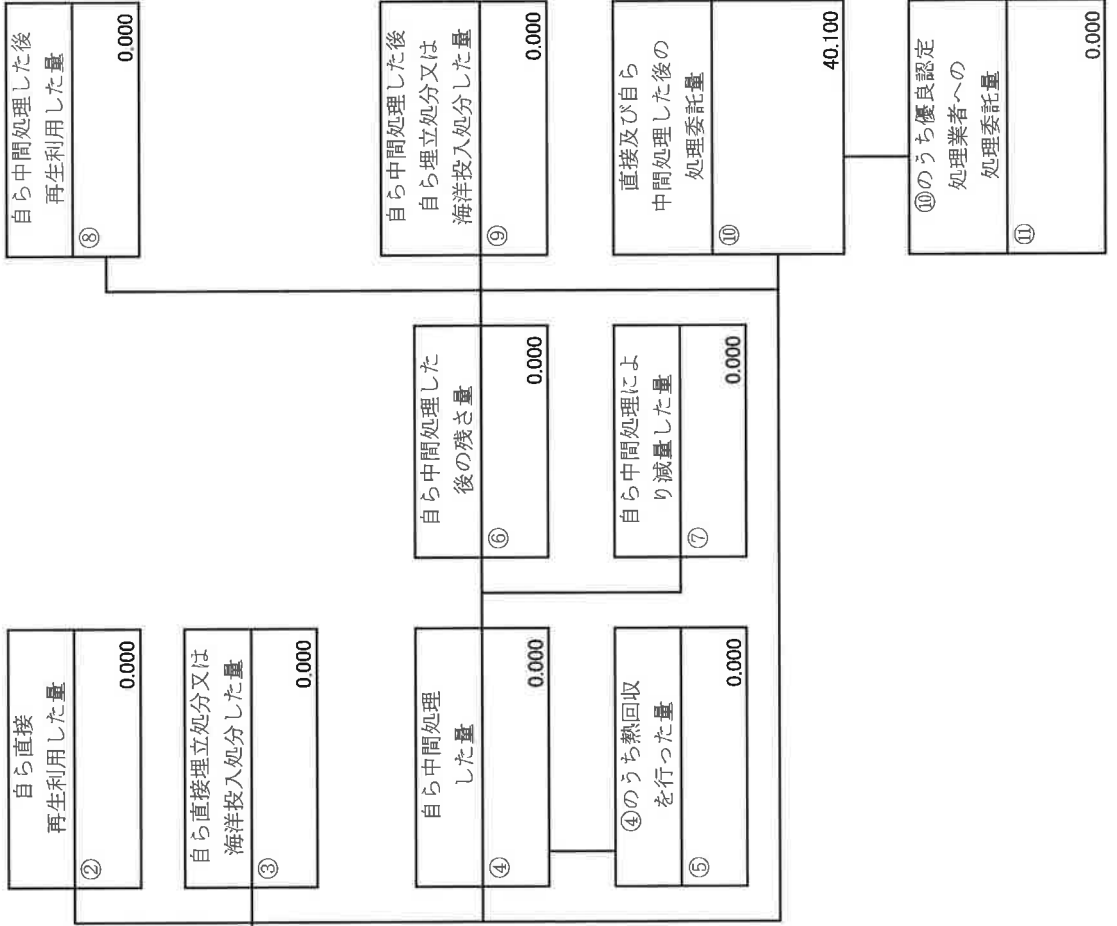 自ら直接
再生利用した量
②
0.000
自ら直接埋立処分又は
海洋投入処分した量
③
0.000
自ら中間処理
した量
④
0.000
④のうち熱回収
を行った量
⑤
0.000
自ら中間処理した
後の残さ量
⑥
0.000
自ら中間処理によ
り減量した量
⑦
0.000
自ら中間処理した後
再生利用した量
⑧
0.000
自ら中間処理した後
自ら埋立処分又は
海洋投入処分した量
⑨
0.000
直接及び自ら
中間処理した後の
処理委託量
⑩
40.100
⑩のうち優良認定
処理業者への
処理委託量
⑪
0.000